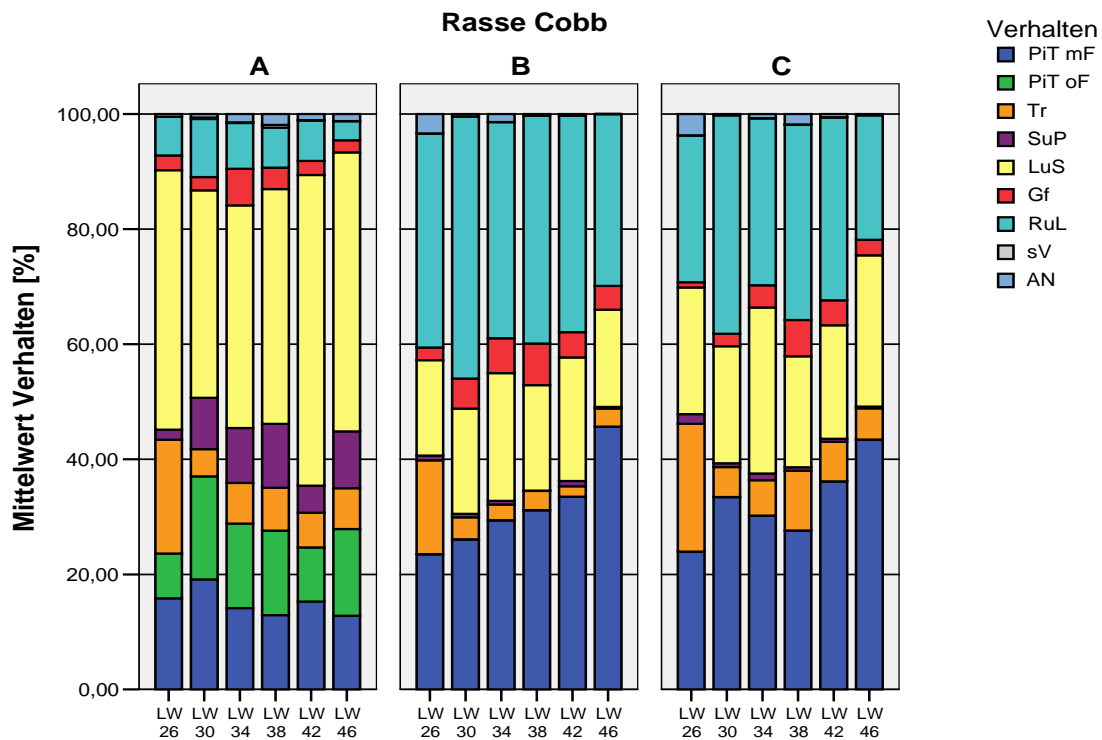 Rasse Cobb
A B C
Mittelwert Verhalten [%]
100,00
80,00
60,00
40,00
20,00
0,00
LW LW LW LW LW LW LW LW LW LW LW LW LW LW LW LW LW LW
26 30 34 38 42 46 26 30 34 38 42 46 26 30 34 38 42 46
Verhalten
PiT mF
PiT oF
Tr
SuP
LuS
Gf
RuL
sV
AN